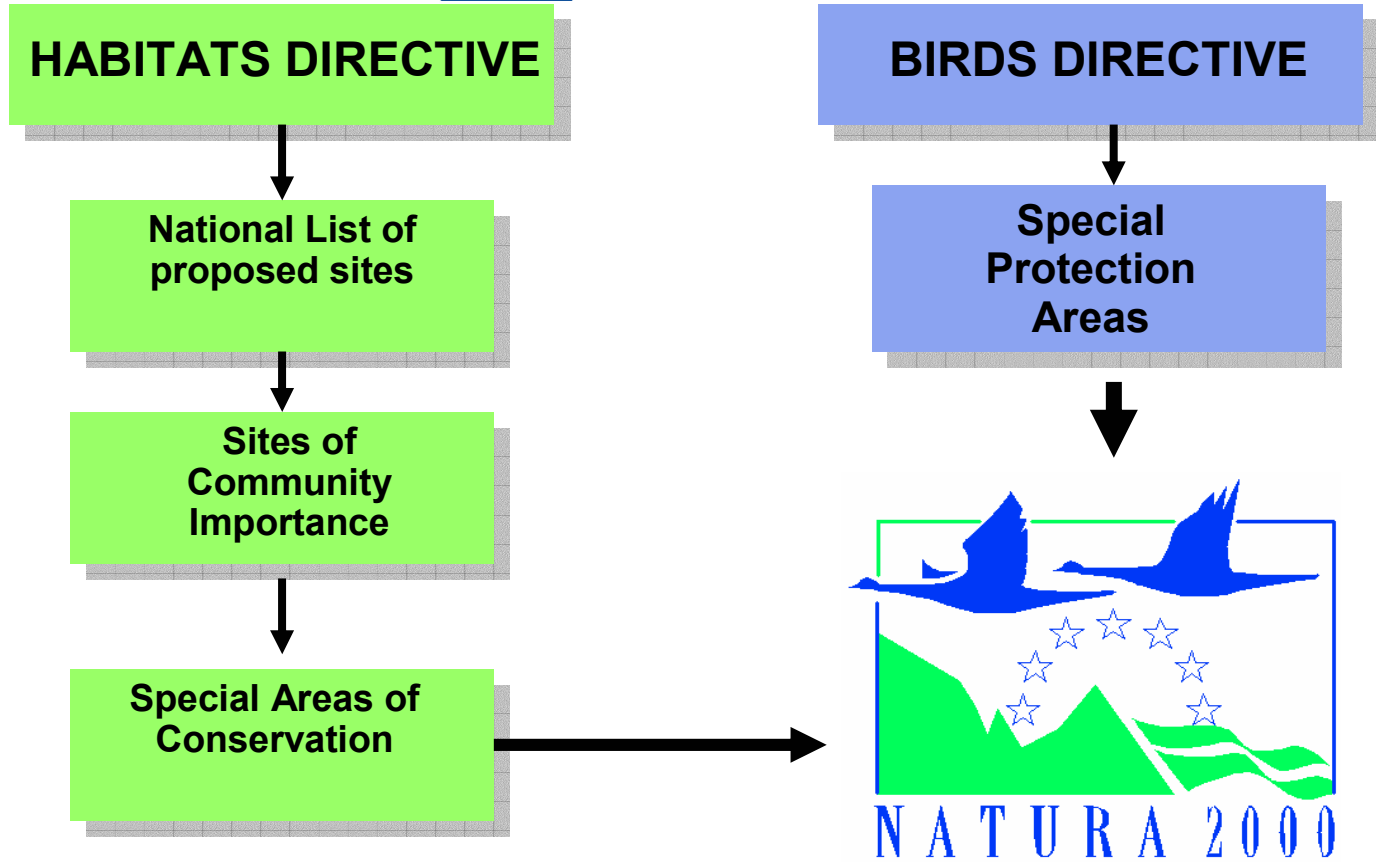 HABITATS DIRECTIVE
National List of
proposed sites
Sites of
Community
Importance
Special Areas of
Conservation
BIRDS DIRECTIVE
Special
Protection
Areas
NATURA 2000